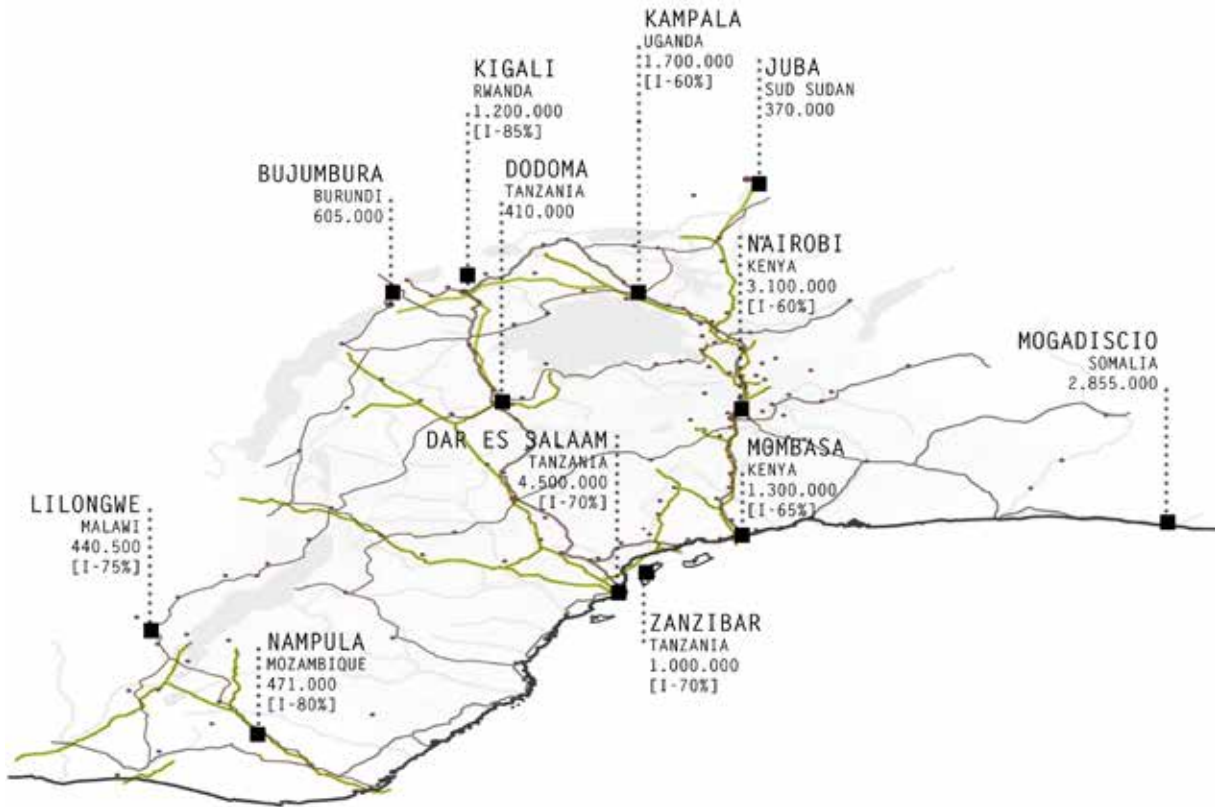 KAMPALA
UGANDA
1.700.000
[I-60%]
KIGALI
RWANDA
1.200.000
[I-85%]
JUBA
SUD SUDAN
370.000
BUJUMBURA
BURUNDI
605.000
DODOMA
TANZANIA
410.000
NAIROBI
KENYA
3.100.000
[I-60%]
MOGADISCIO
SOMALIA
2.855.000
DAR ES SALAAM
TANZANIA
4.500.000
[I-70%]
MOMBASA
KENYA
1.300.000
[I-65%]
LILONGWE
MALAWI
440.500
[I-75%]
ZANZIBAR
TANZANIA
1.000.000
[I-70%]
NAMPULA
MOZAMBIQUE
471.000
[I-80%]